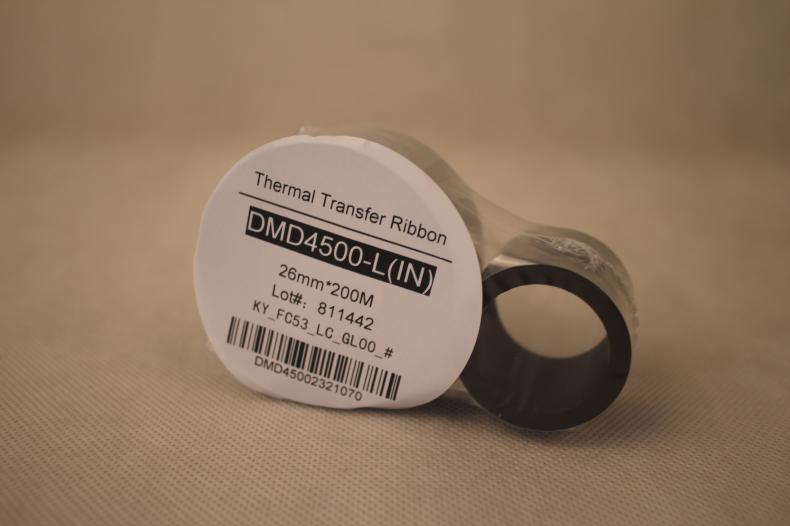 Thermal Transfer Ribbon
DMD4500-L(IN)
26mm*200M
Lot#: 811442
KY_FC53_LC_GL00_#
DMD45002321070